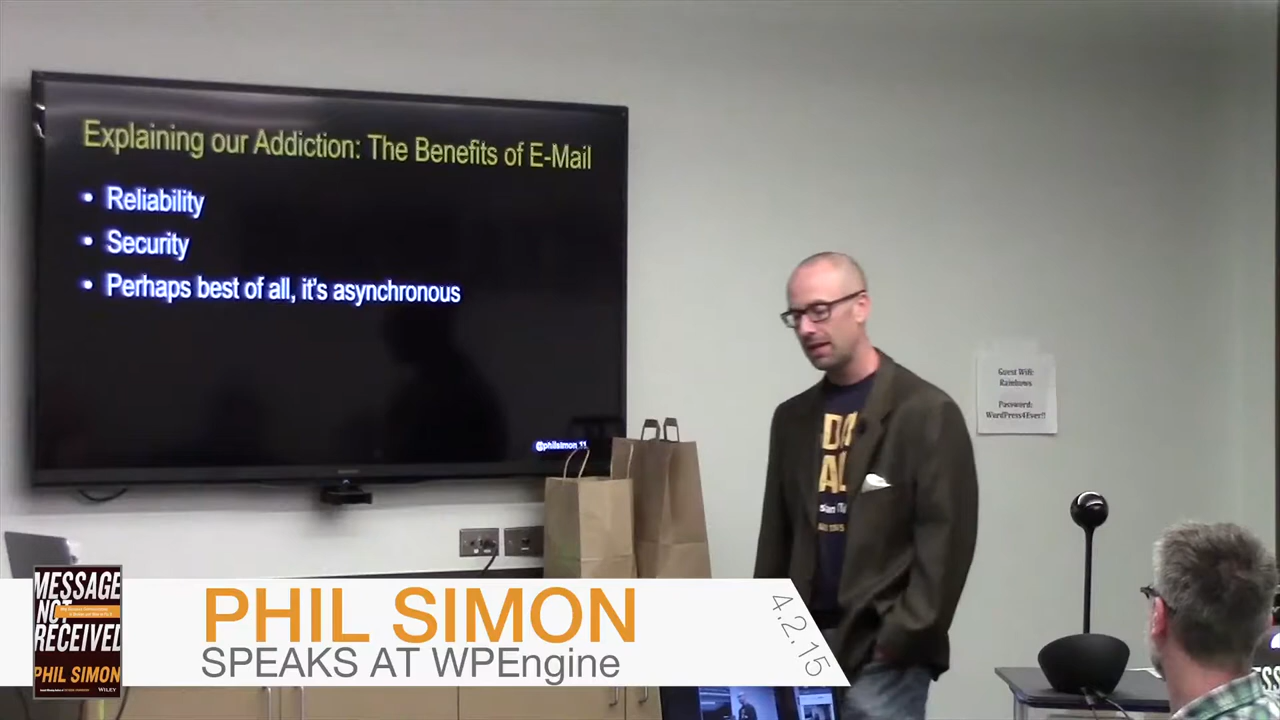 Explaining our Addiction: The Benefits of E-Mail
• Reliability
• Security
• Perhaps best of all, it's asynchronous
@philsimon 11
Guest Wifi:
Rainbows
Password:
WordPress4Ever!!
MESSAGE
NOT
RECEIVED
PHIL SIMON
WILEY
PHIL SIMON
SPEAKS AT WPEngine
4.2.15